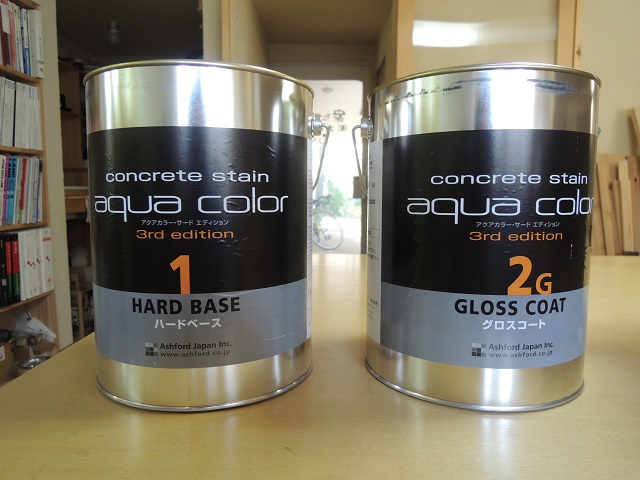 concrete stain
aqua color
アクアカラー・サード エディション
3rd edition
1
HARD BASE
ハードベース
Ashford Japan Inc.
www.ashford.co.jp
concrete stain
aqua color
アクアカラー・サード エディション
3rd edition
2G
GLOSS COAT
グロスコート
Ashford Japan Inc.
www.ashford.co.jp